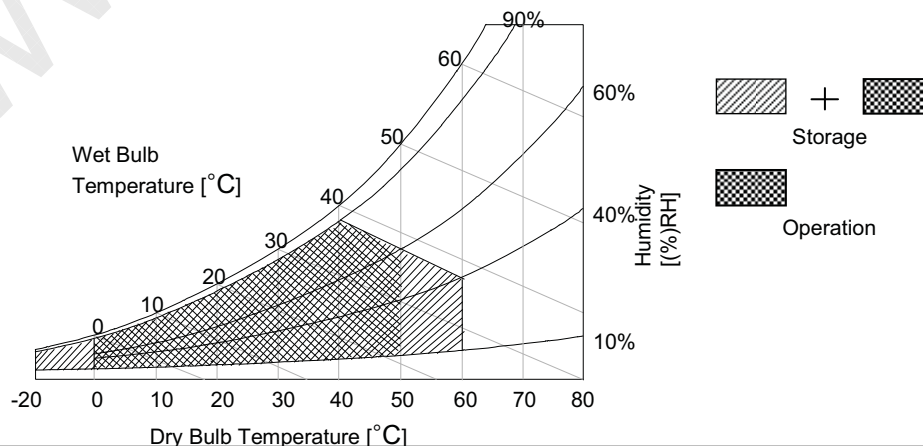 90%
60
60%
50
Wet Bulb
Temperature [°C]
40
40%
Humidity
[(%)RH]
30
20
10
0
10%
-20 0 10 20 30 40 50 60 70 80
Dry Bulb Temperature [°C]
+
Storage
Operation